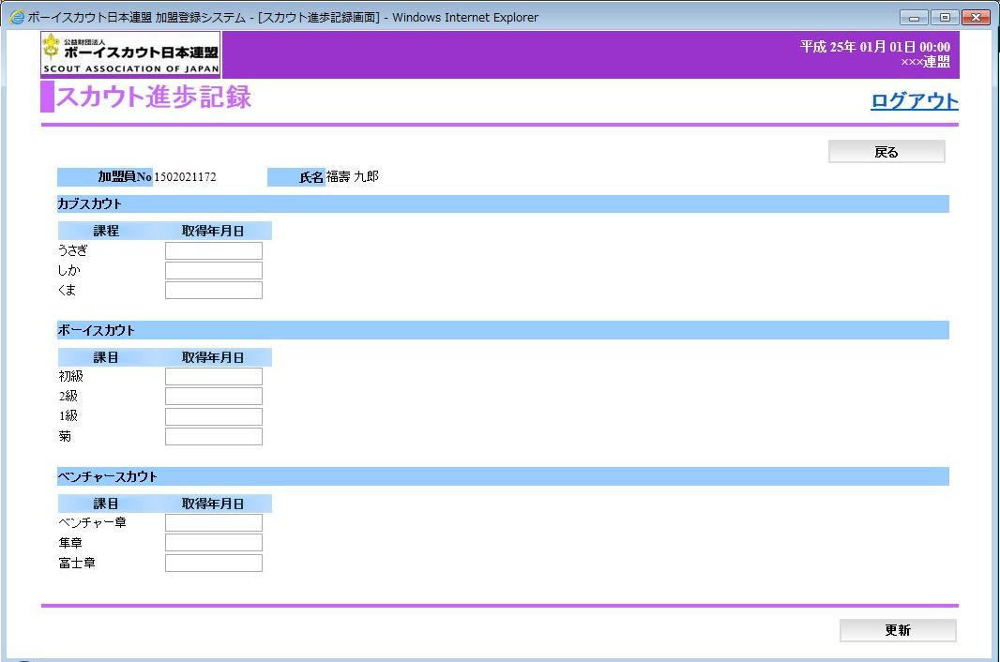 ボーイスカウト日本連盟 加盟登録システム - [スカウト進歩記録画面] - Windows Internet Explorer
公益財団法人
ボーイスカウト日本連盟
SCOUT ASSOCIATION OF JAPAN
平成 25年 01月 01日 00:00
×××連盟
スカウト進歩記録
ログアウト
戻る
加盟員No 1502021172 氏名 福壽 九郎
カブスカウト
課程 取得年月日
うさぎ
しか
くま
ボーイスカウト
課目 取得年月日
初級
2級
1級
菊
ベンチャースカウト
課目 取得年月日
ベンチャー章
隼章
富士章
更新